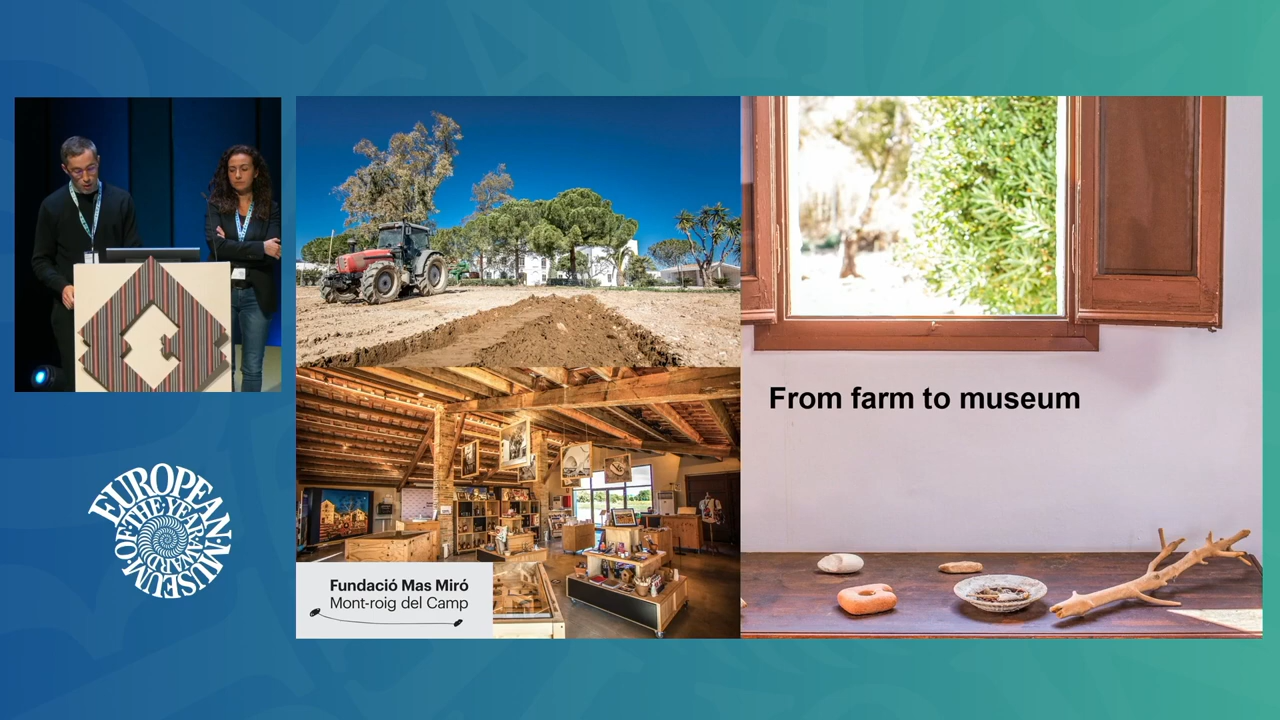 EUROPEAN MUSEUM
OF THE YEAR AWARD
From farm to museum
Fundació Mas Miró
Mont-roig del Camp